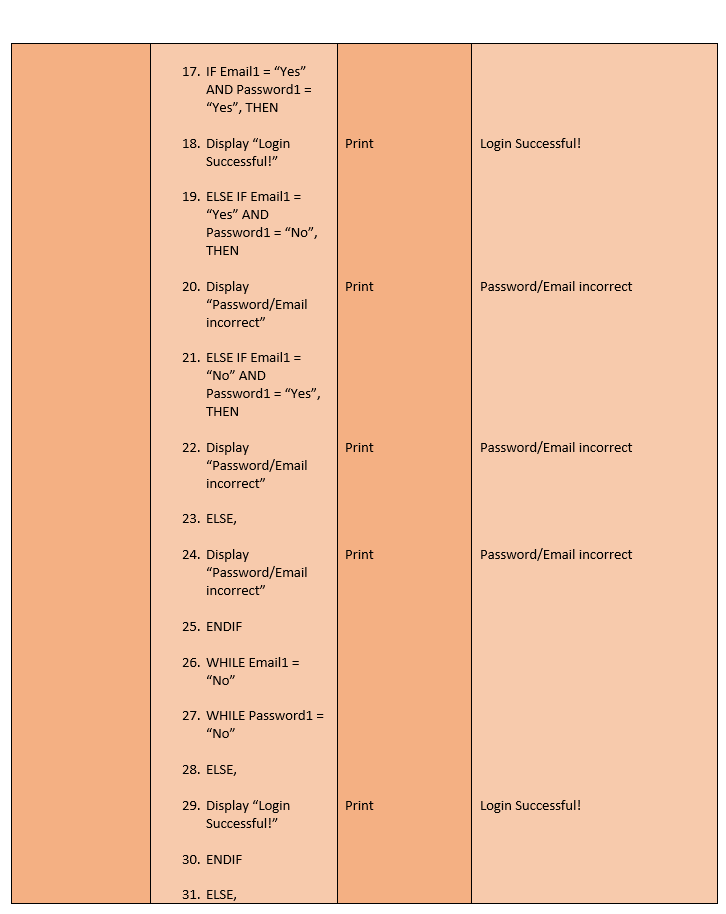 17. IF Email1 = “Yes”
AND Password1 =
“Yes”, THEN
18. Display “Login
Successful!”
Print
Login Successful!
19. ELSE IF Email1 =
“Yes” AND
Password1 = “No”,
THEN
20. Display
“Password/Email
incorrect”
Print
Password/Email incorrect
21. ELSE IF Email1 =
“No” AND
Password1 = “Yes”,
THEN
22. Display
“Password/Email
incorrect”
Print
Password/Email incorrect
23. ELSE,
24. Display
“Password/Email
incorrect”
Print
Password/Email incorrect
25. ENDIF
26. WHILE Email1 =
“No”
27. WHILE Password1 =
“No”
28. ELSE,
29. Display “Login
Successful!”
Print
Login Successful!
30. ENDIF
31. ELSE,